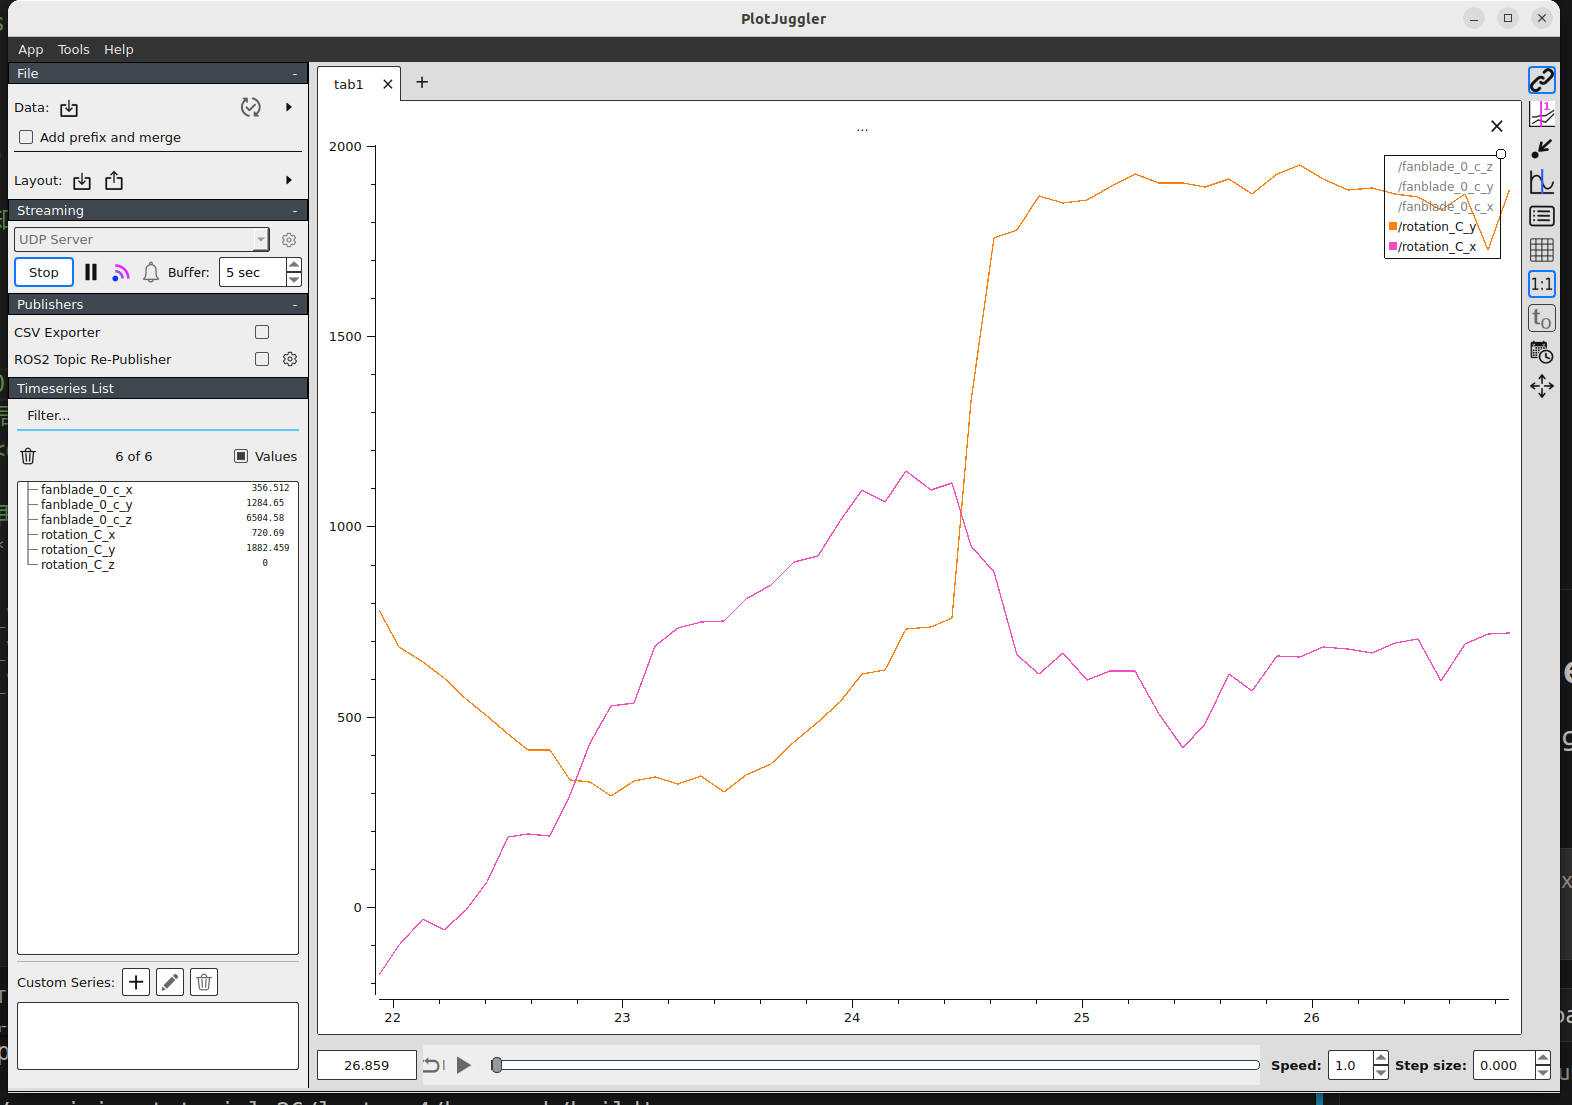 PlotJuggler
App Tools Help
File -
Data:
Add prefix and merge
Layout:
Streaming -
UDP Server
Stop Buffer: 5 sec
Publishers -
CSV Exporter
ROS2 Topic Re-Publisher
Timeseries List
Filter...
6 of 6 Values
fanblade_0_c_x 356.512
fanblade_0_c_y 1284.65
fanblade_0_c_z 6504.58
rotation_C_x 720.69
rotation_C_y 1882.459
rotation_C_z 0
Custom Series:
tab1
...
2000
1500
1000
500
0
22 23 24 25 26
/fanblade_0_c_z
/fanblade_0_c_y
/fanblade_0_c_x
/rotation_C_y
/rotation_C_x
1
1:1
t0
26.859 Speed: 1.0 Step size: 0.000